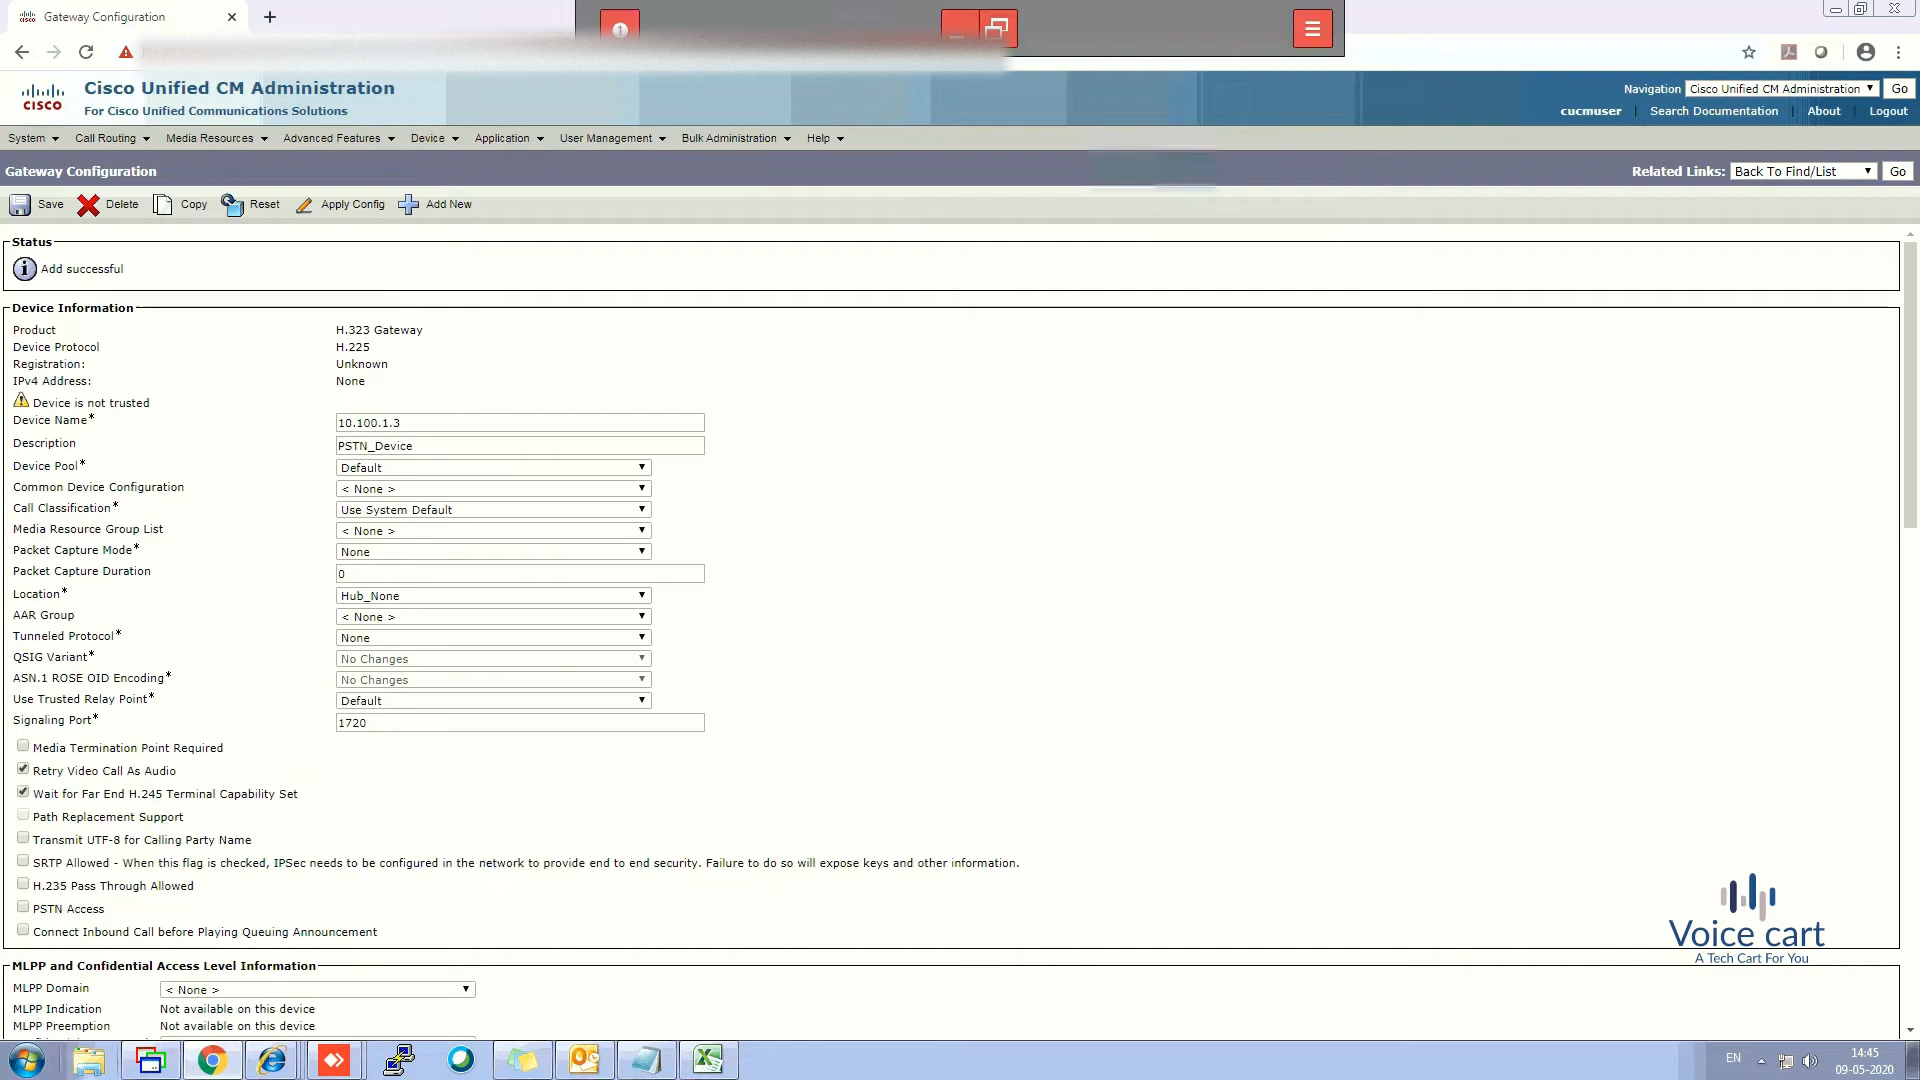 Gateway Configuration
Cisco Unified CM Administration
For Cisco Unified Communications Solutions
CISCO
Navigation Cisco Unified CM Administration Go
cucmuser Search Documentation About Logout
System Call Routing Media Resources Advanced Features Device Application User Management Bulk Administration Help
Gateway Configuration Related Links: Back To Find/List Go
Save Delete Copy Reset Apply Config Add New
Status
Add successful
Device Information
Product H.323 Gateway
Device Protocol H.225
Registration: Unknown
IPv4 Address: None
Device is not trusted
Device Name* 10.100.1.3
Description PSTN_Device
Device Pool* Default
Common Device Configuration < None >
Call Classification* Use System Default
Media Resource Group List < None >
Packet Capture Mode* None
Packet Capture Duration 0
Location* Hub_None
AAR Group < None >
Tunneled Protocol* None
QSIG Variant* No Changes
ASN.1 ROSE OID Encoding* No Changes
Use Trusted Relay Point* Default
Signaling Port* 1720
Media Termination Point Required
Retry Video Call As Audio
Wait for Far End H.245 Terminal Capability Set
Path Replacement Support
Transmit UTF-8 for Calling Party Name
SRTP Allowed - When this flag is checked, IPSec needs to be configured in the network to provide end to end security. Failure to do so will expose keys and other information.
H.235 Pass Through Allowed
PSTN Access
Connect Inbound Call before Playing Queuing Announcement
Voice cart
A Tech Cart For You
MLPP and Confidential Access Level Information
MLPP Domain < None >
MLPP Indication Not available on this device
MLPP Preemption Not available on this device
EN
14:45
09-05-2020